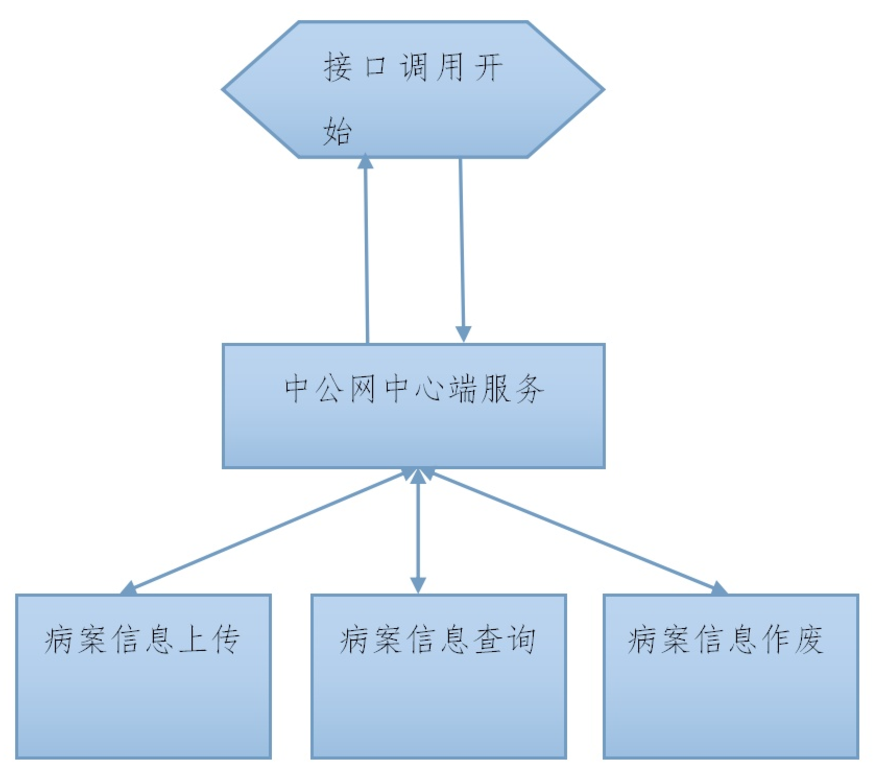 接口调用开
始
中公网中心端服务
病案信息上传
病案信息查询
病案信息作废